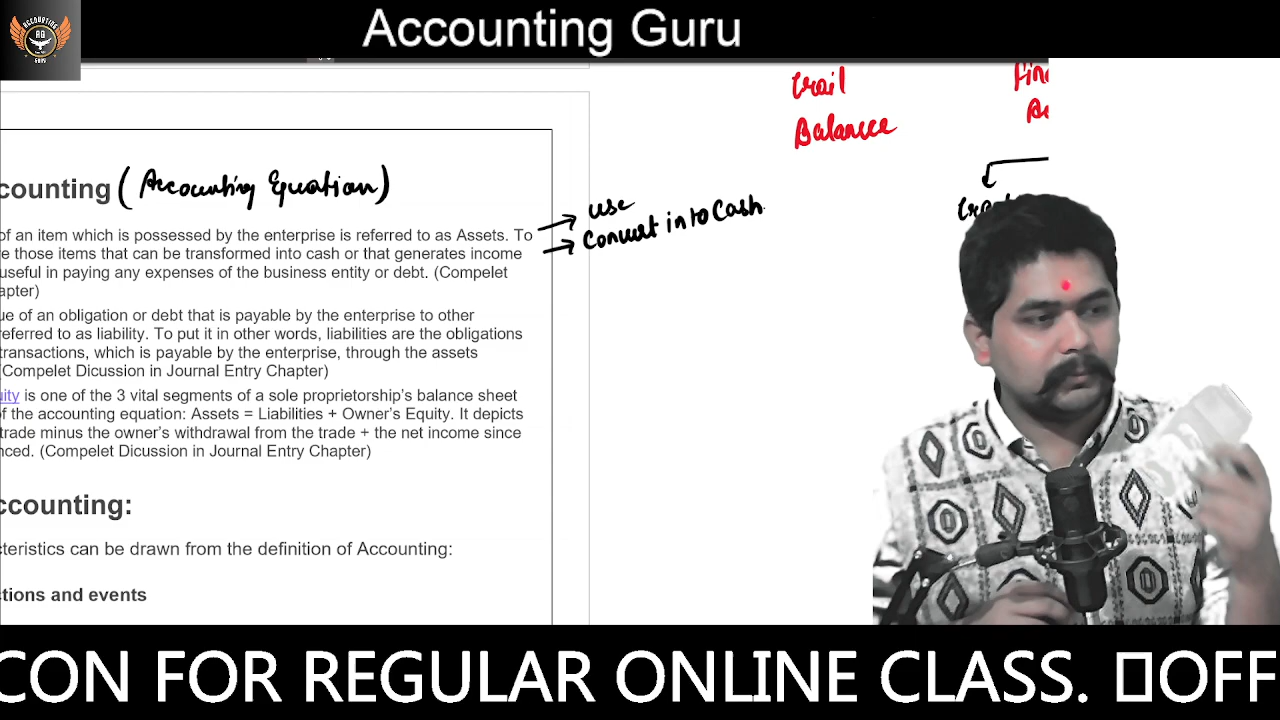 Accounting Guru
ACCOUNTING
AG
trail
Balance
ccounting (Accounting Equation)
use
Convert into Cash
of an item which is possessed by the enterprise is referred to as Assets. To
e those items that can be transformed into cash or that generates income
useful in paying any expenses of the business entity or debt. (Compelet
apter)
ue of an obligation or debt that is payable by the enterprise to other
referred to as liability. To put it in other words, liabilities are the obligations
transactions, which is payable by the enterprise, through the assets
(Compelet Dicussion in Journal Entry Chapter)
uity is one of the 3 vital segments of a sole proprietorship's balance sheet
of the accounting equation: Assets = Liabilities + Owner's Equity. It depicts
trade minus the owner's withdrawal from the trade + the net income since
nced. (Compelet Dicussion in Journal Entry Chapter)
ccounting:
cteristics can be drawn from the definition of Accounting:
ctions and events
CON FOR REGULAR ONLINE CLASS. OFF